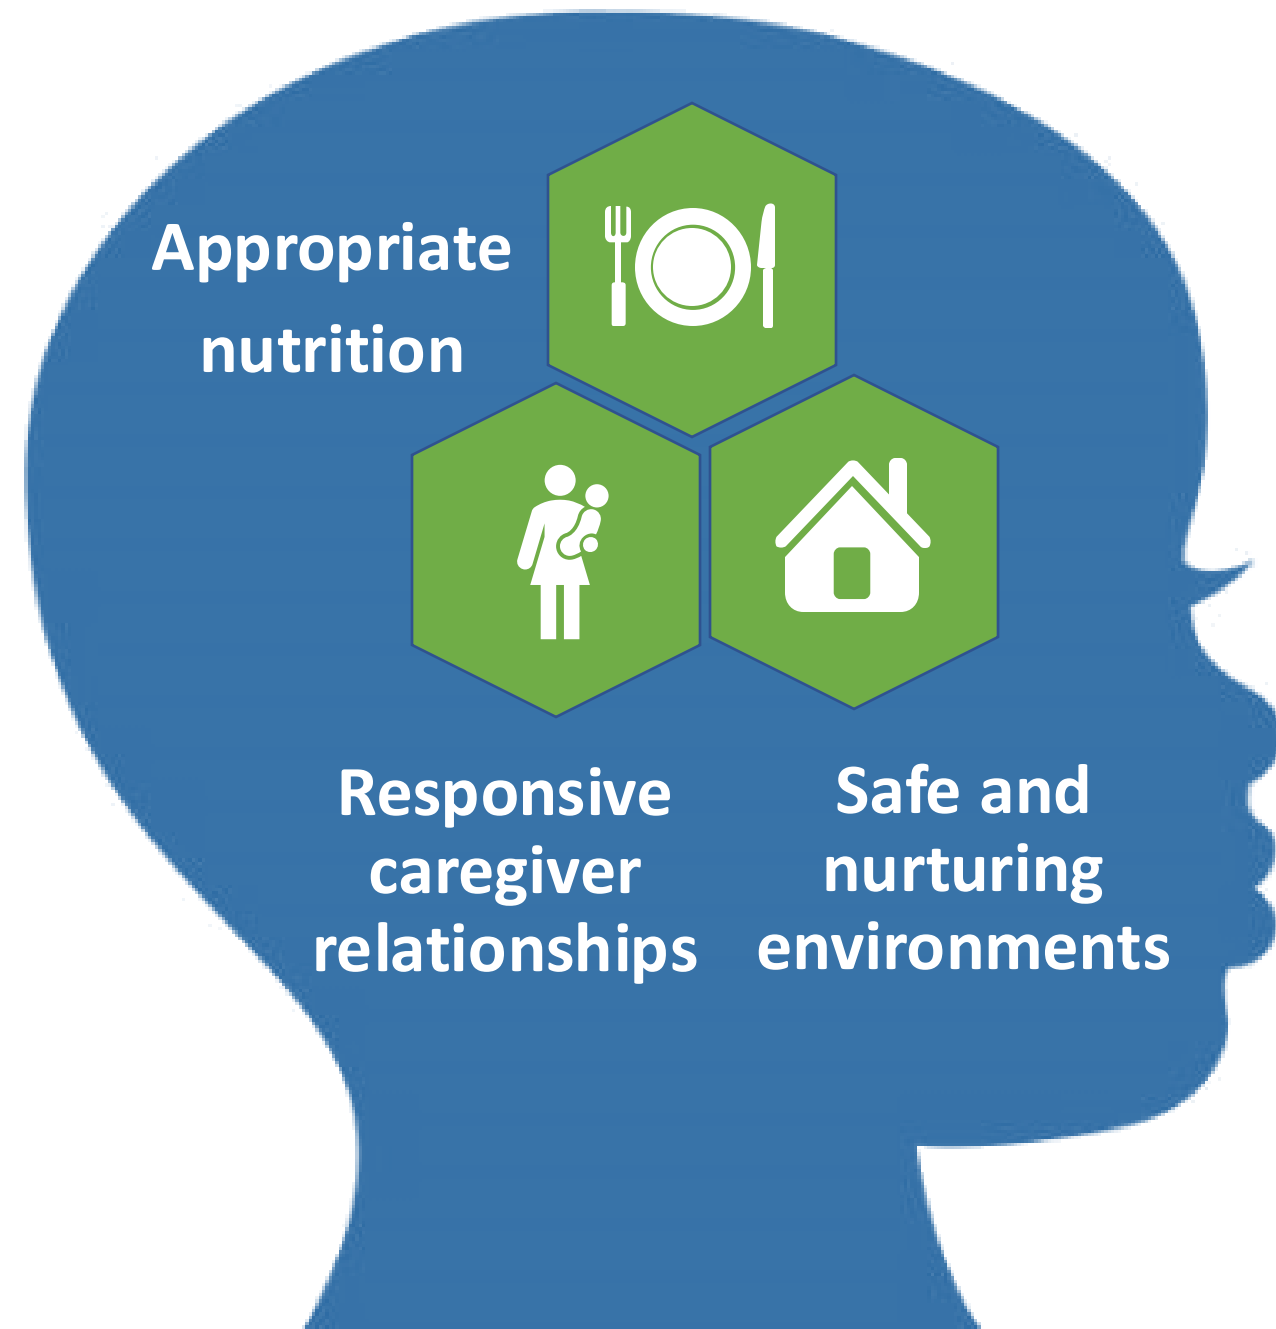 Appropriate
nutrition
Responsive
caregiver
relationships
Safe and
nurturing
environments